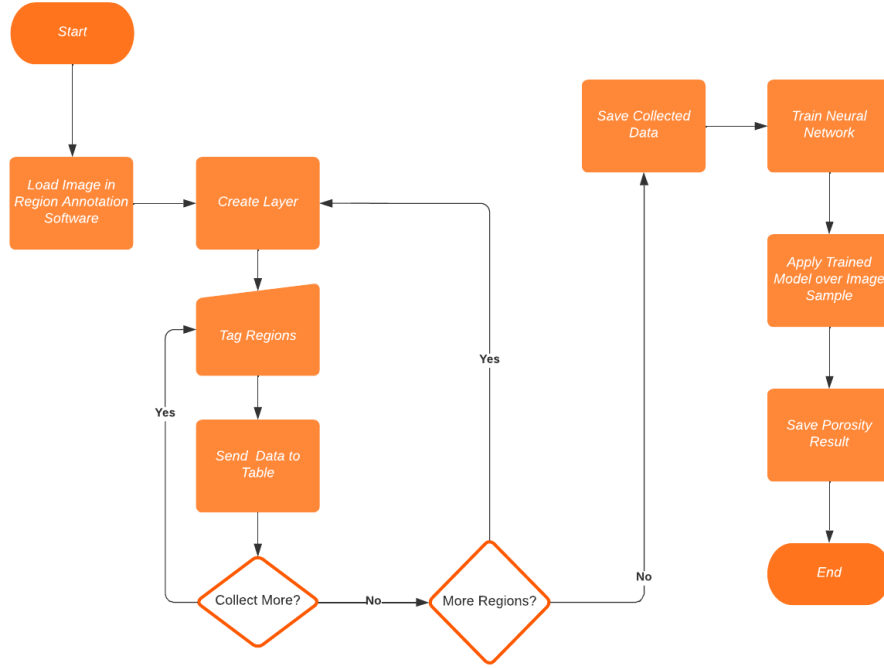 Start
Load Image in
Region Annotation
Software
Create Layer
Tag Regions
Send  Data to
Table
Collect More?
Yes
No
More Regions?
Yes
No
Save Collected
Data
Train Neural
Network
Apply Trained
Model over Image
Sample
Save Porosity
Result
End